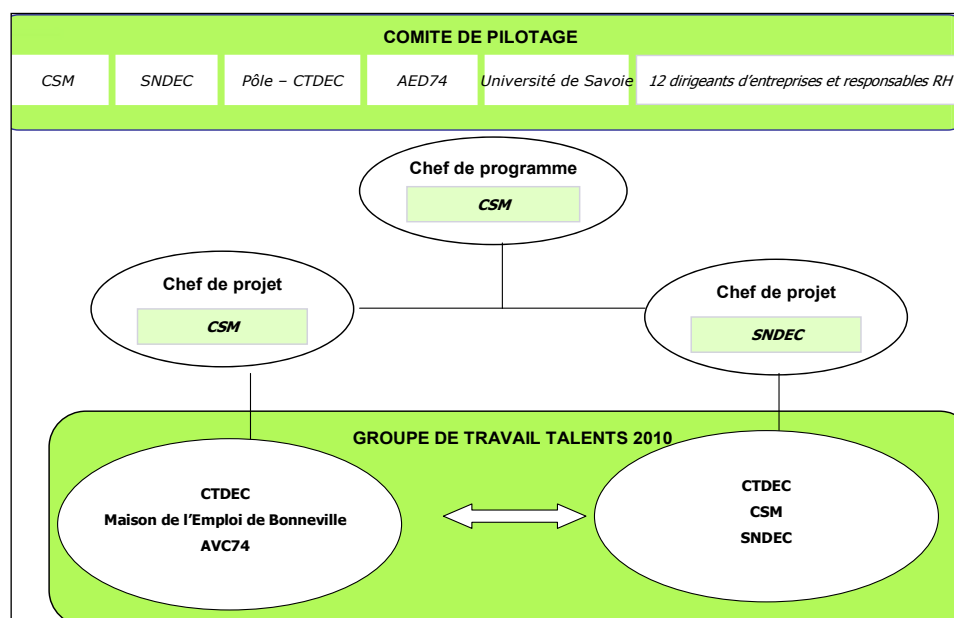 COMITE DE PILOTAGE
CSM SNDEC Pôle – CTDEC AED74 Université de Savoie 12 dirigeants d'entreprises et responsables RH
Chef de programme
CSM
Chef de projet
CSM
Chef de projet
SNDEC
GROUPE DE TRAVAIL TALENTS 2010
CTDEC
Maison de l'Emploi de Bonneville
AVC74
CTDEC
CSM
SNDEC